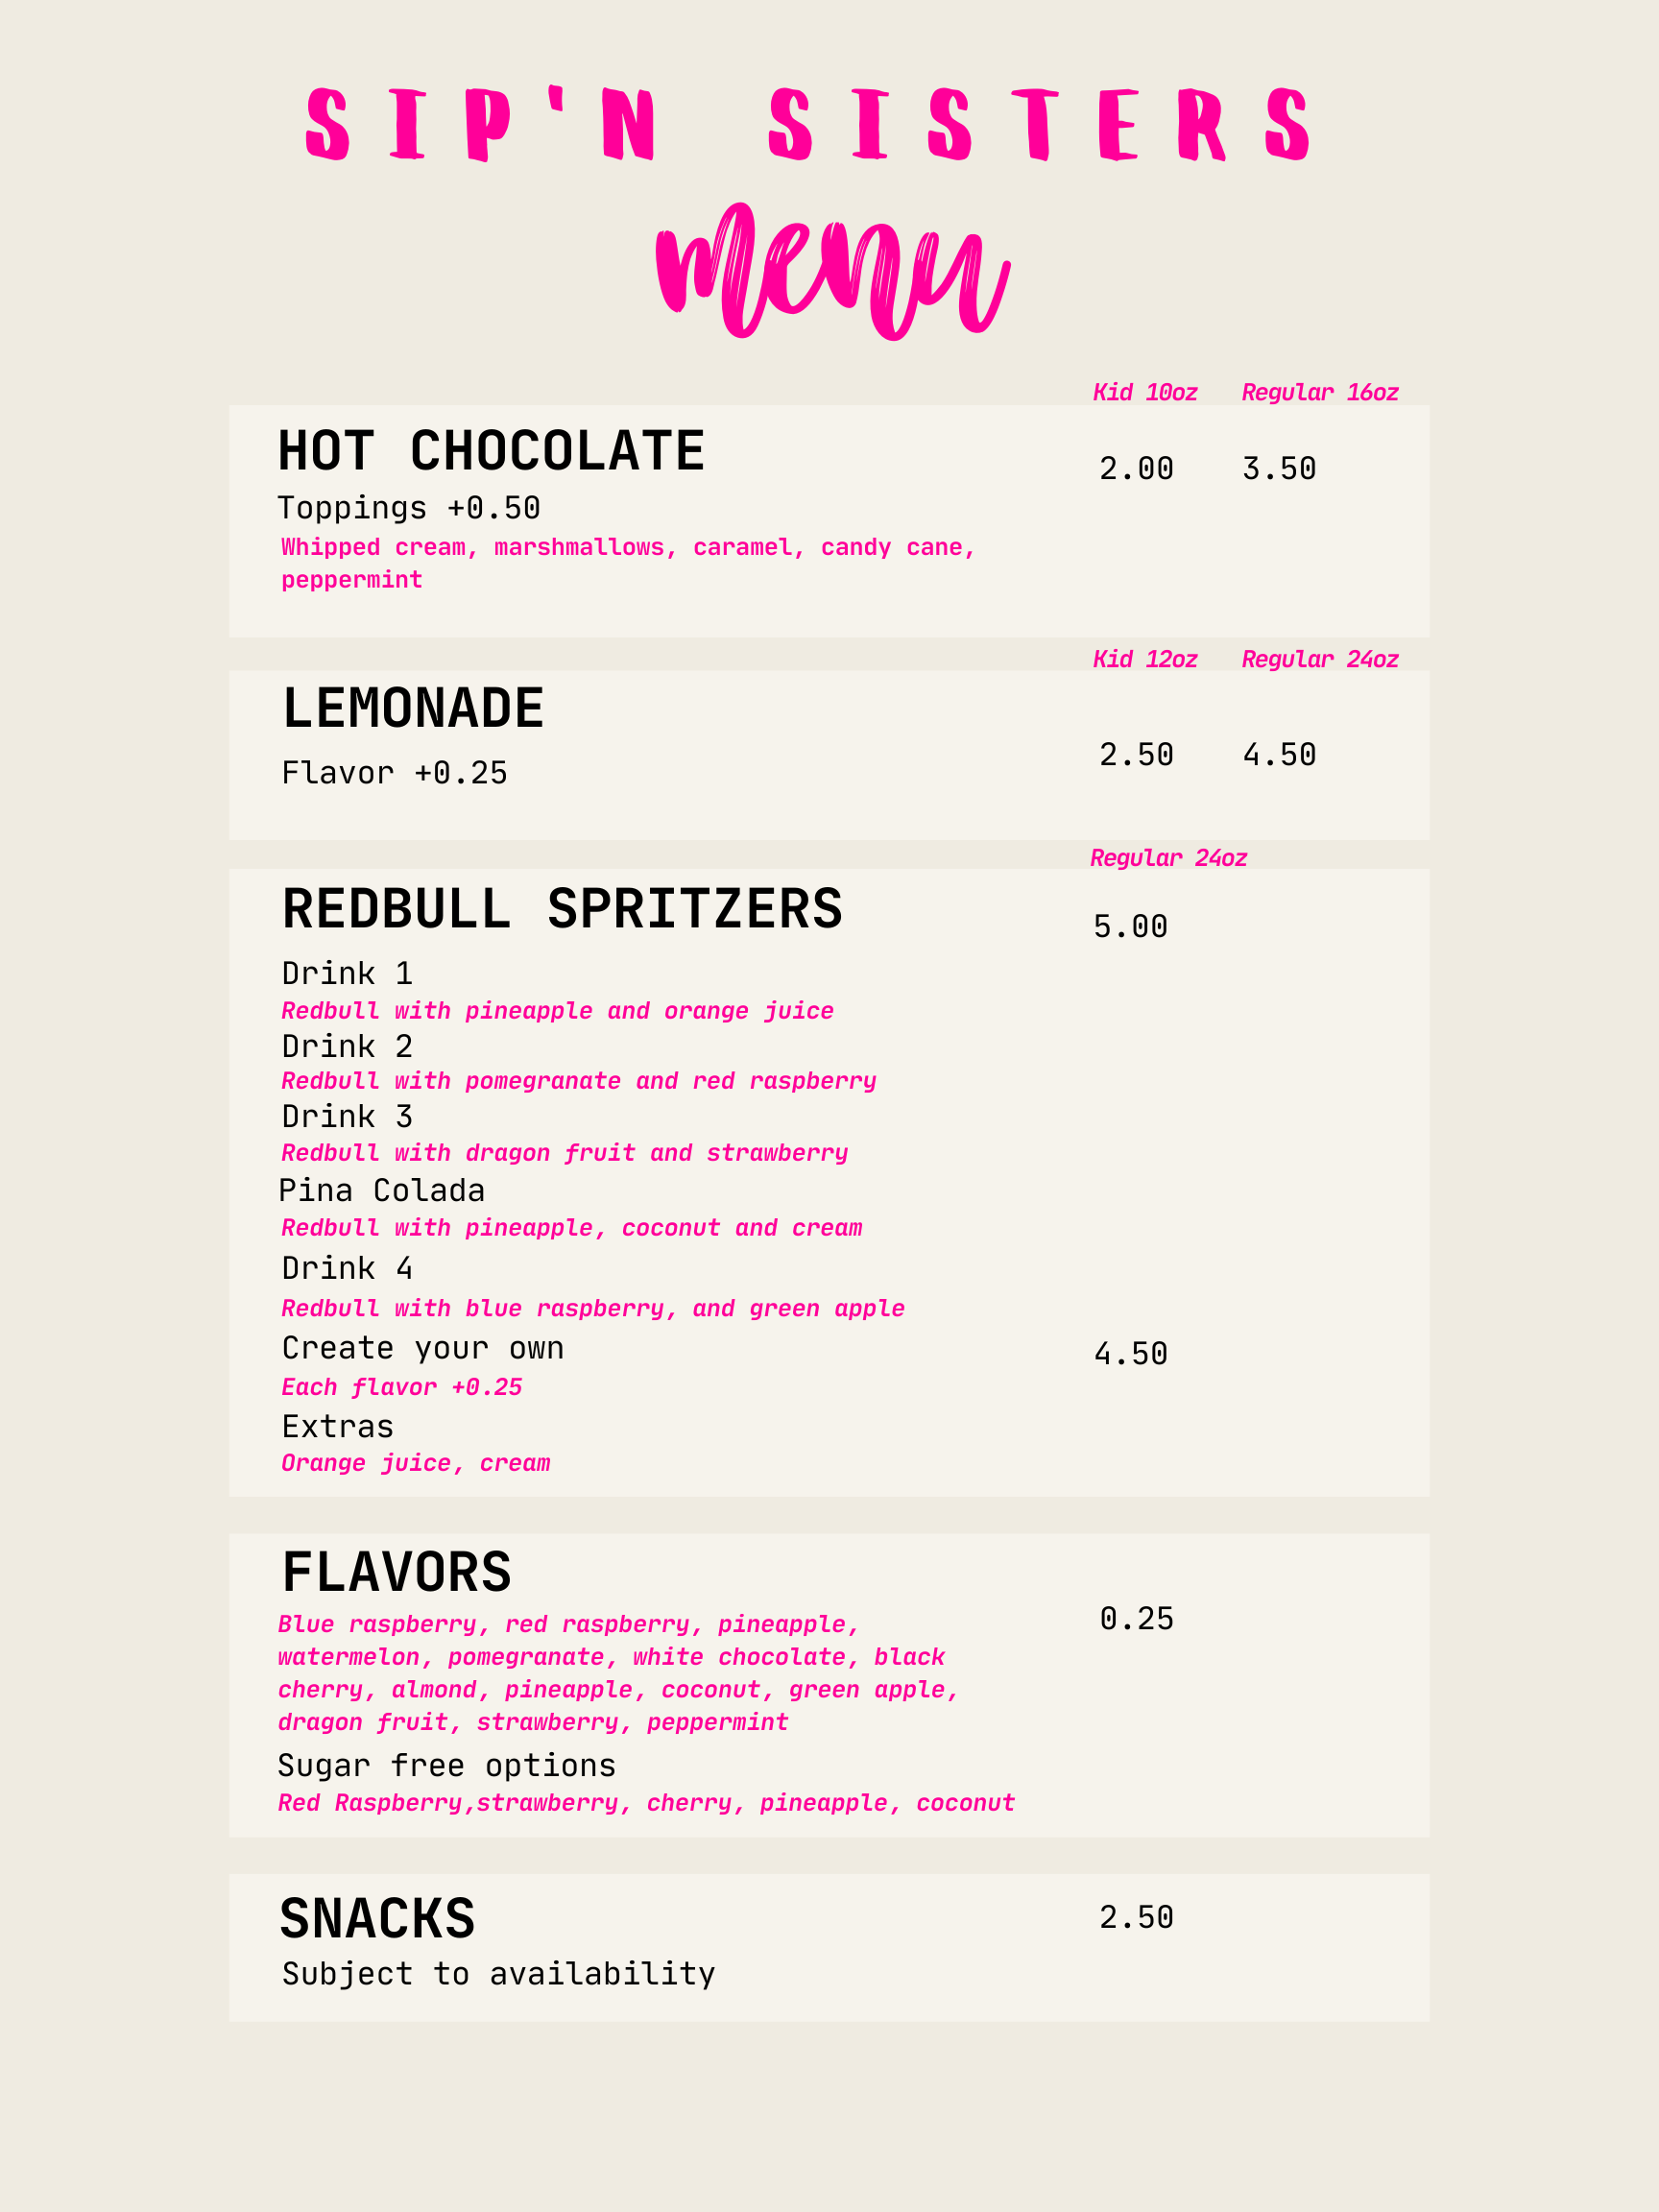 SIP'N SISTERS
menu
Kid 10oz Regular 16oz
HOT CHOCOLATE
2.00 3.50
Toppings +0.50
Whipped cream, marshmallows, caramel, candy cane,
peppermint
Kid 12oz Regular 24oz
LEMONADE
2.50 4.50
Flavor +0.25
Regular 24oz
REDBULL SPRITZERS
5.00
Drink 1
Redbull with pineapple and orange juice
Drink 2
Redbull with pomegranate and red raspberry
Drink 3
Redbull with dragon fruit and strawberry
Pina Colada
Redbull with pineapple, coconut and cream
Drink 4
Redbull with blue raspberry, and green apple
Create your own 4.50
Each flavor +0.25
Extras
Orange juice, cream
FLAVORS
0.25
Blue raspberry, red raspberry, pineapple,
watermelon, pomegranate, white chocolate, black
cherry, almond, pineapple, coconut, green apple,
dragon fruit, strawberry, peppermint
Sugar free options
Red Raspberry,strawberry, cherry, pineapple, coconut
SNACKS 2.50
Subject to availability